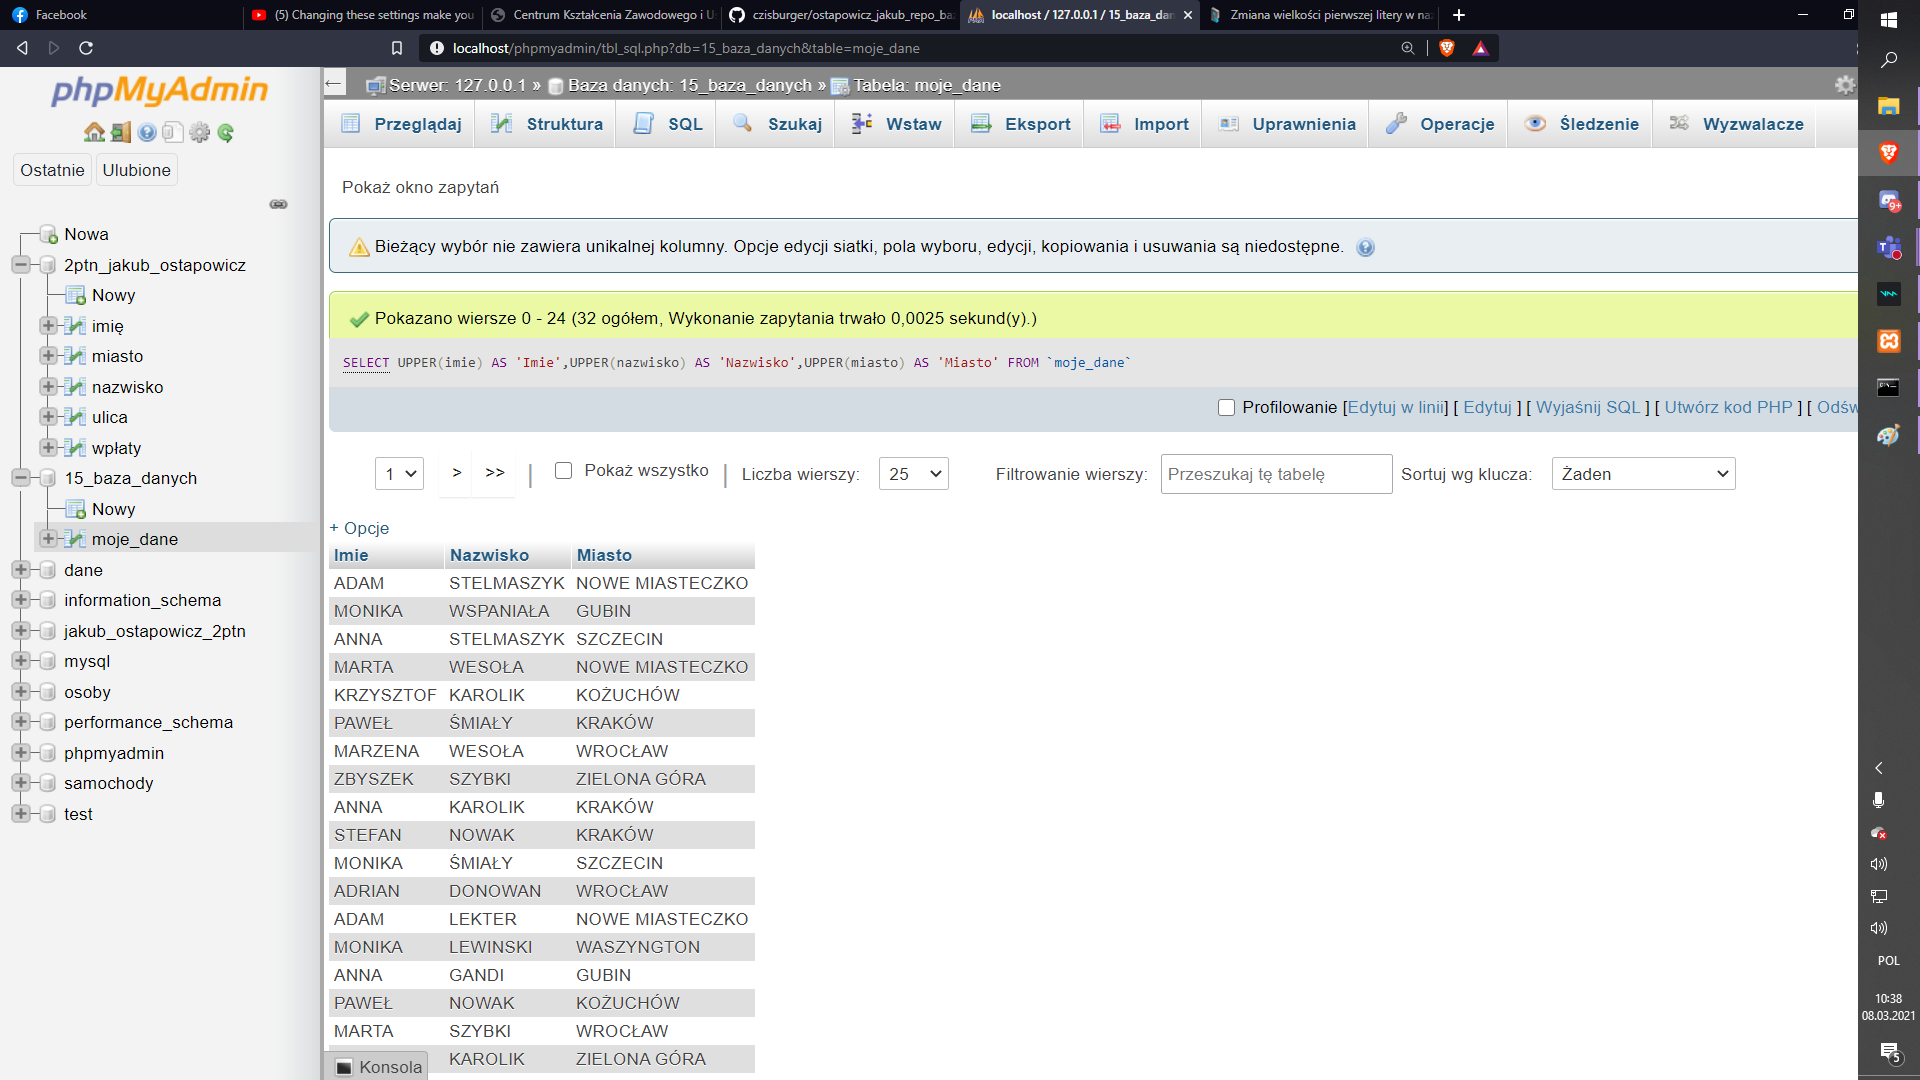 Facebook
(5) Changing these settings make you
Centrum Kształcenia Zawodowego i U
czisburger/ostapowicz_jakub_repo_ba
localhost / 127.0.0.1 / 15_baza_dan
Zmiana wielkości pierwszej litery w na
localhost/phpmyadmin/tbl_sql.php?db=15_baza_danych&table=moje_dane
phpMyAdmin
Ostatnie
Ulubione
Nowa
2ptn_jakub_ostapowicz
Nowy
imię
miasto
nazwisko
ulica
wpłaty
15_baza_danych
Nowy
moje_dane
dane
information_schema
jakub_ostapowicz_2ptn
mysql
osoby
performance_schema
phpmyadmin
samochody
test
Serwer: 127.0.0.1 » Baza danych: 15_baza_danych » Tabela: moje_dane
Przeglądaj Struktura SQL Szukaj Wstaw Eksport Import Uprawnienia Operacje Śledzenie Wyzwalacze
Pokaż okno zapytań
Bieżący wybór nie zawiera unikalnej kolumny. Opcje edycji siatki, pola wyboru, edycji, kopiowania i usuwania są niedostępne.
Pokazano wiersze 0 - 24 (32 ogółem, Wykonanie zapytania trwało 0,0025 sekund(y).)
SELECT UPPER(imie) AS 'Imie',UPPER(nazwisko) AS 'Nazwisko',UPPER(miasto) AS 'Miasto' FROM `moje_dane`
Profilowanie [Edytuj w linii] [ Edytuj ] [ Wyjaśnij SQL ] [ Utwórz kod PHP ] [ Odśw
1 > >> | Pokaż wszystko | Liczba wierszy: 25 Filtrowanie wierszy: Przeszukaj tę tabelę Sortuj wg klucza: Żaden
+ Opcje
Imie Nazwisko Miasto
ADAM STELMASZYK NOWE MIASTECZKO
MONIKA WSPANIAŁA GUBIN
ANNA STELMASZYK SZCZECIN
MARTA WESOŁA NOWE MIASTECZKO
KRZYSZTOF KAROLIK KOŻUCHÓW
PAWEŁ ŚMIAŁY KRAKÓW
MARZENA WESOŁA WROCŁAW
ZBYSZEK SZYBKI ZIELONA GÓRA
ANNA KAROLIK KRAKÓW
STEFAN NOWAK KRAKÓW
MONIKA ŚMIAŁY SZCZECIN
ADRIAN DONOWAN WROCŁAW
ADAM LEKTER NOWE MIASTECZKO
MONIKA LEWINSKI WASZYNGTON
ANNA GANDI GUBIN
PAWEŁ NOWAK KOŻUCHÓW
MARTA SZYBKI WROCŁAW
KAROLIK ZIELONA GÓRA
Konsola
9+
POL
10:38
08.03.2021
5